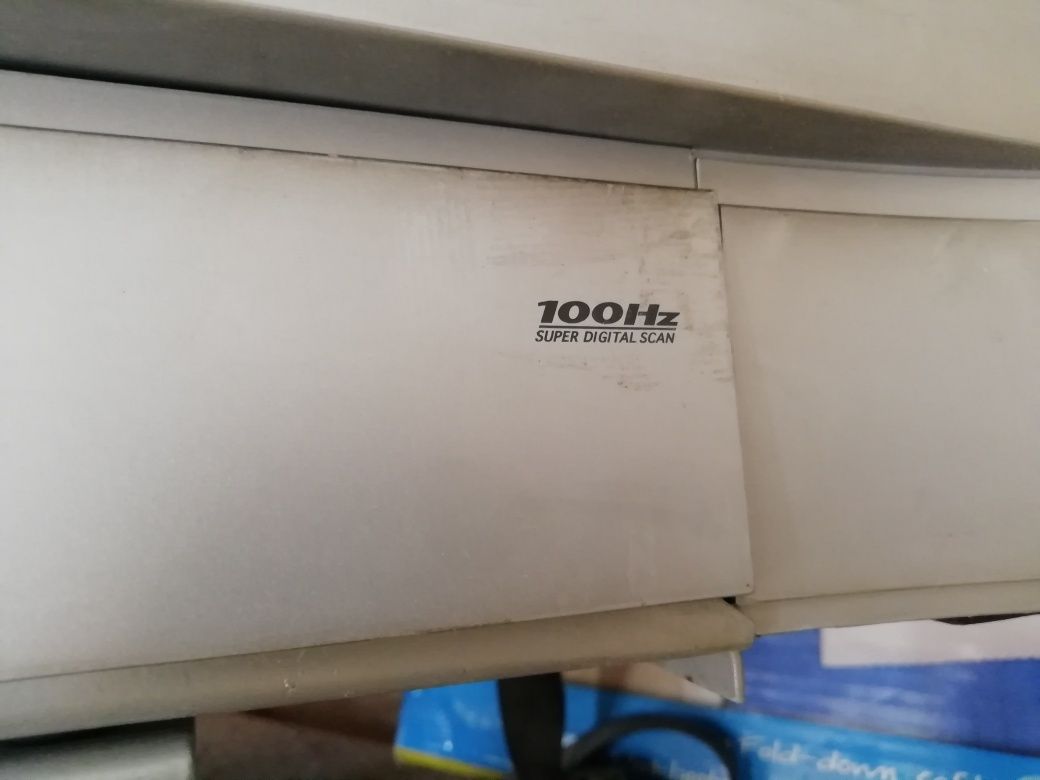 100Hz
SUPER DIGITAL SCAN
Fold-down